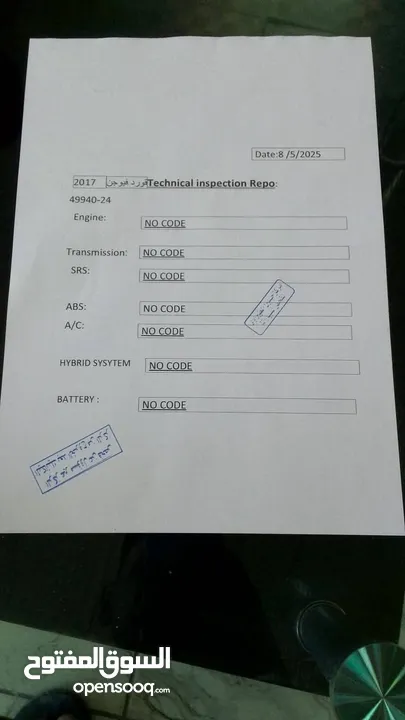 Date:8 /5/2025
2017 فورد فيوجن Technical inspection Repo:
49940-24
Engine: NO CODE
Transmission: NO CODE
SRS: NO CODE
ABS: NO CODE
A/C: NO CODE
HYBRID SYSYTEM NO CODE
BATTERY : NO CODE
السوق المفتوح
opensooq.com